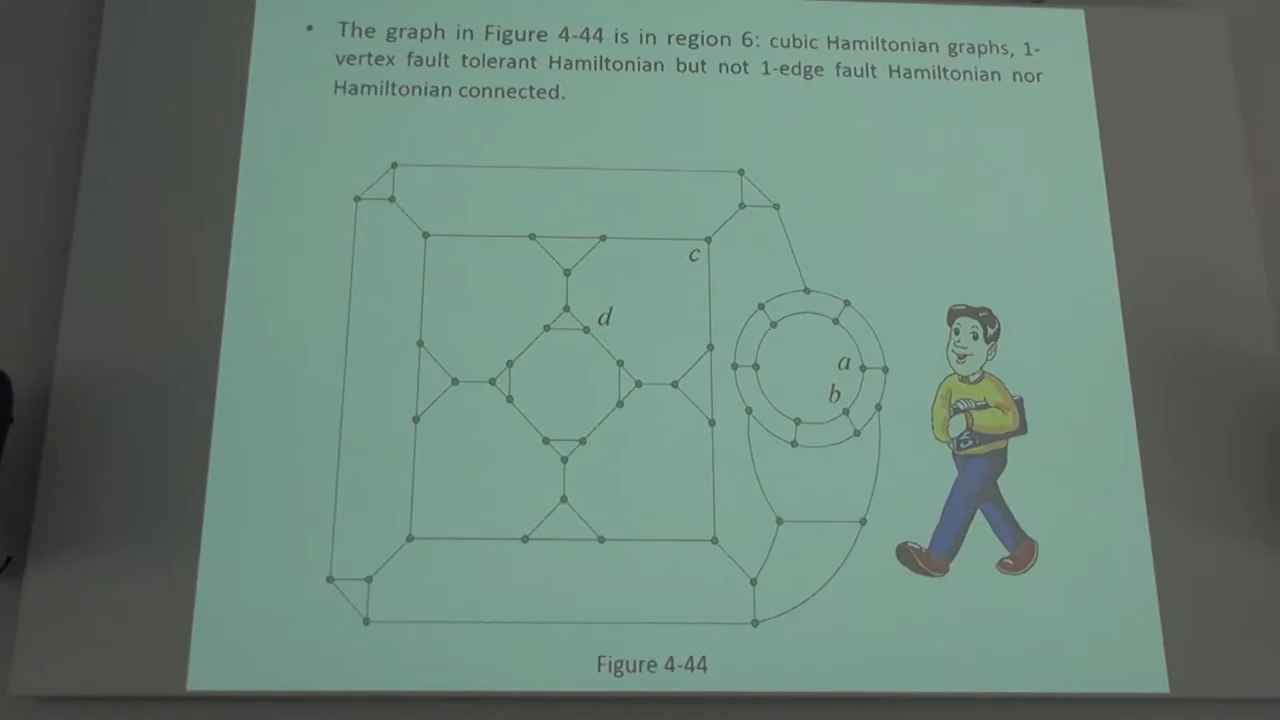 • The graph in Figure 4-44 is in region 6: cubic Hamiltonian graphs, 1-
vertex fault tolerant Hamiltonian but not 1-edge fault Hamiltonian nor
Hamiltonian connected.
c
d
a
b
Figure 4-44